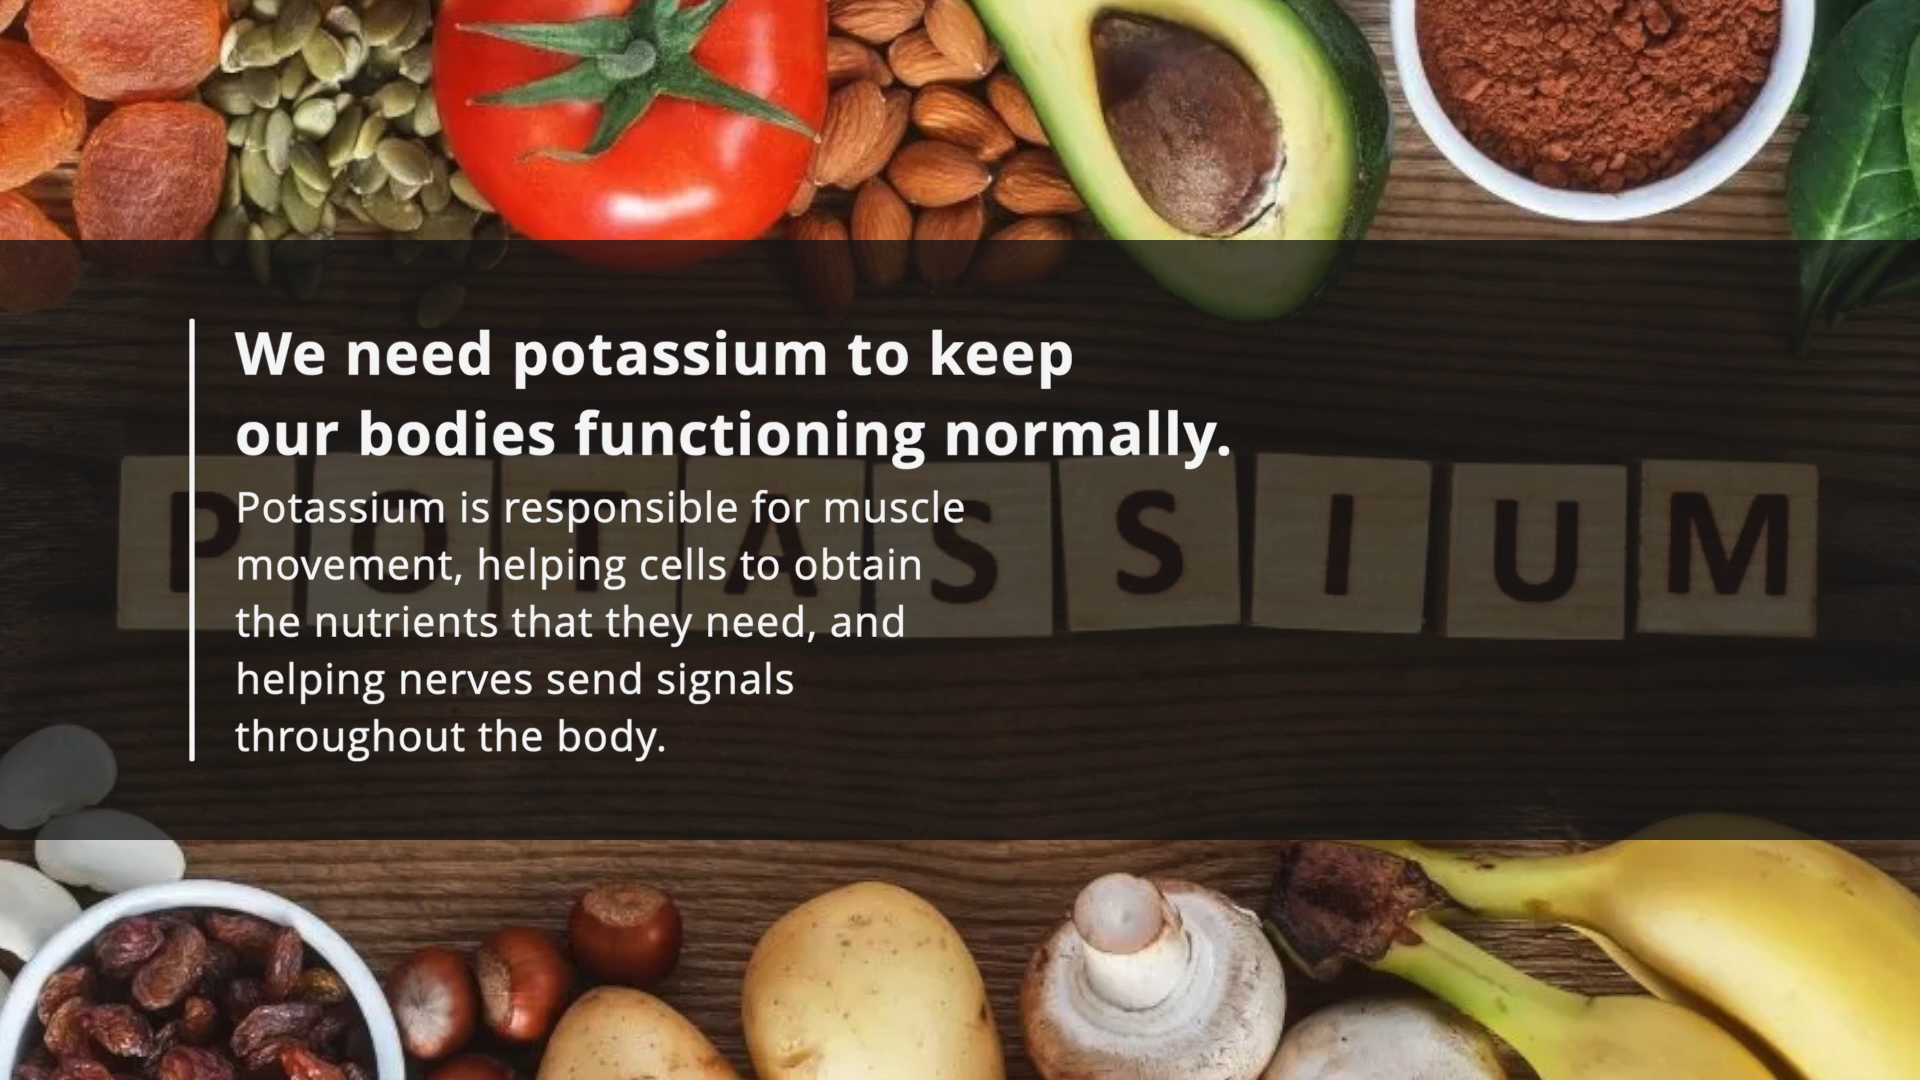 We need potassium to keep
our bodies functioning normally.
Potassium is responsible for muscle
movement, helping cells to obtain
the nutrients that they need, and
helping nerves send signals
throughout the body.
POTASSIUM